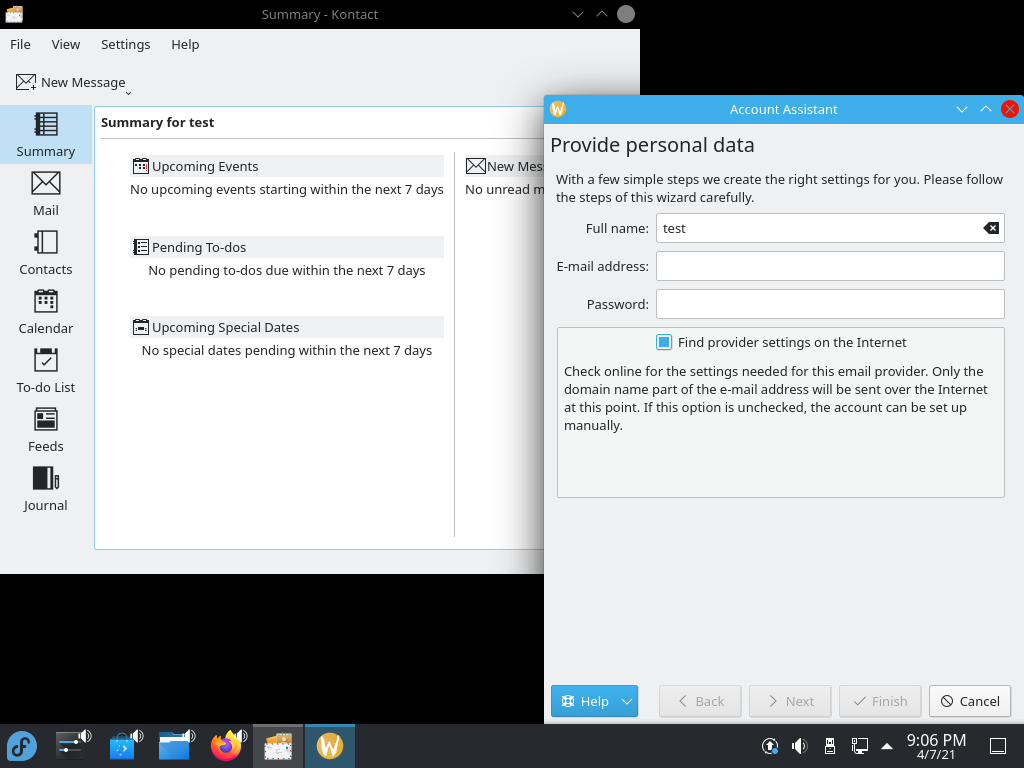 Summary - Kontact
File View Settings Help
New Message
Summary
Mail
Contacts
Calendar
To-do List
Feeds
Journal
Summary for test
Upcoming Events
No upcoming events starting within the next 7 days
Pending To-dos
No pending to-dos due within the next 7 days
Upcoming Special Dates
No special dates pending within the next 7 days
New
No unread
Account Assistant
Provide personal data
With a few simple steps we create the right settings for you. Please follow
the steps of this wizard carefully.
Full name: test
E-mail address:
Password:
Find provider settings on the Internet
Check online for the settings needed for this email provider. Only the
domain name part of the e-mail address will be sent over the Internet
at this point. If this option is unchecked, the account can be set up
manually.
Help Back Next Finish Cancel
9:06 PM
4/7/21